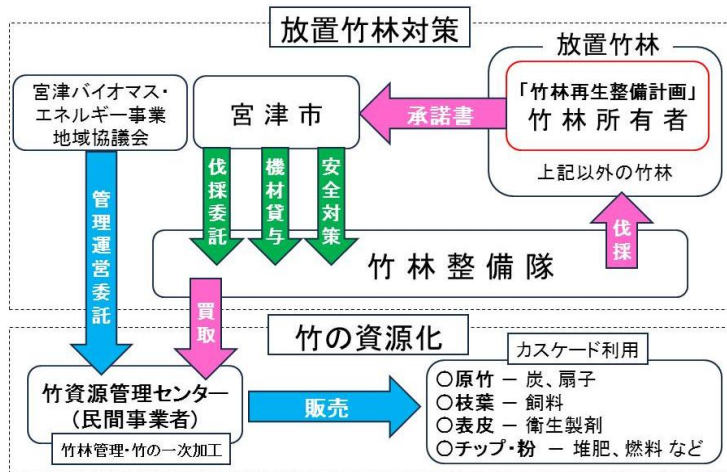 放置竹林対策
放置竹林
宮津バイオマス・
エネルギー事業
地域協議会
宮津市
承諾書
「竹林再生整備計画」
竹林所有者
上記以外の竹林
管理運営委託
伐採委託
機材貸与
安全対策
伐採
竹林整備隊
買取
竹の資源化
カスケード利用
竹資源管理センター
(民間事業者)
竹林管理・竹の一次加工
販売
○原竹 ー 炭、扇子
○枝葉 ー 飼料
○表皮 ー 衛生製剤
○チップ・粉 ー 堆肥、燃料 など